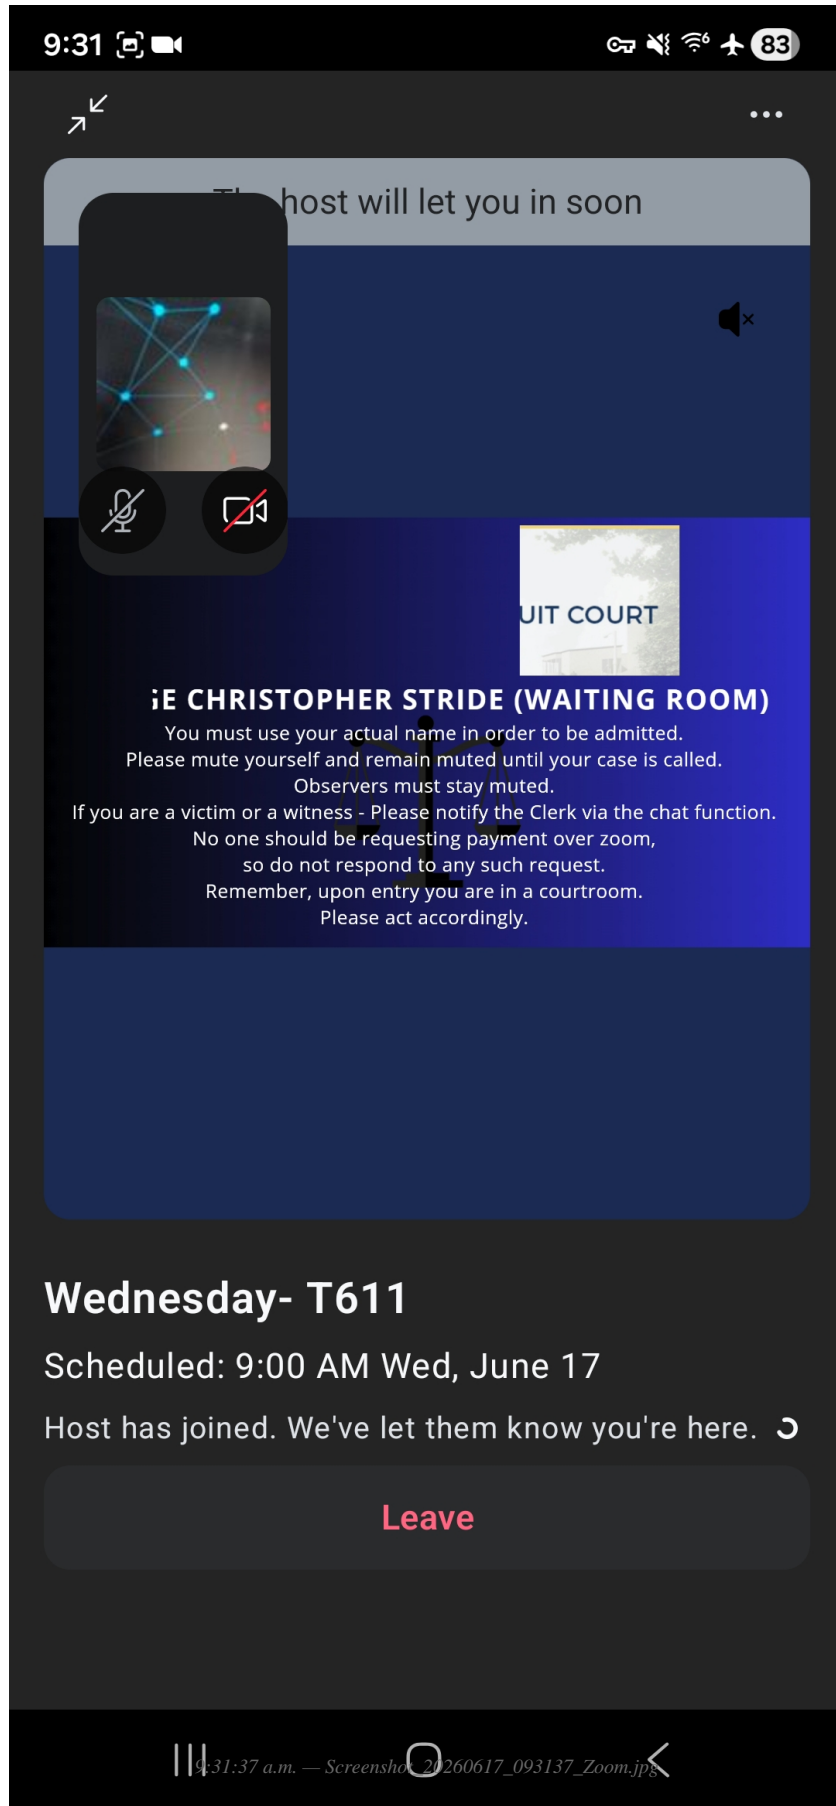 9:31
6
83
host will let you in soon
UIT COURT
GE CHRISTOPHER STRIDE (WAITING ROOM)
You must use your actual name in order to be admitted.
Please mute yourself and remain muted until your case is called.
Observers must stay muted.
If you are a victim or a witness - Please notify the Clerk via the chat function.
No one should be requesting payment over zoom,
so do not respond to any such request.
Remember, upon entry you are in a courtroom.
Please act accordingly.
Wednesday- T611
Scheduled: 9:00 AM Wed, June 17
Host has joined. We've let them know you're here.
Leave
9:31:37 a.m. — Screenshot_20260617_093137_Zoom.jpg